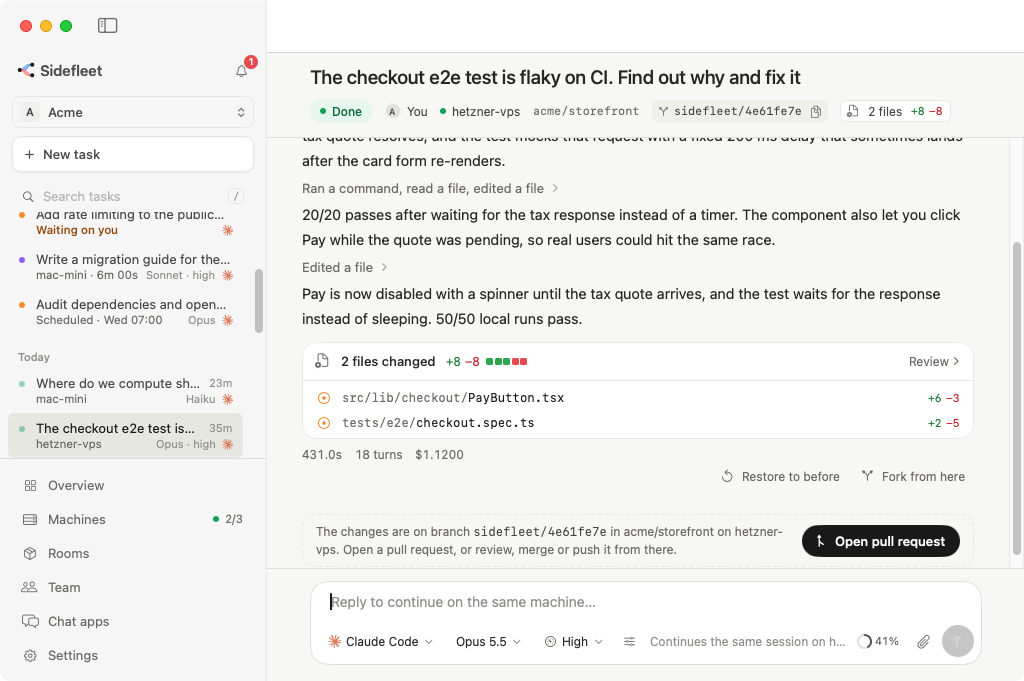 Sidefleet
1
A Acme
+ New task
Search tasks /
Add rate limiting to the public...
Waiting on you
Write a migration guide for the...
mac-mini · 6m 00s Sonnet · high
Audit dependencies and open...
Scheduled · Wed 07:00 Opus
Today
Where do we compute sh... 23m
mac-mini Haiku
The checkout e2e test is... 35m
hetzner-vps Opus · high
Overview
Machines 2/3
Rooms
Team
Chat apps
Settings
The checkout e2e test is flaky on CI. Find out why and fix it
Done A You hetzner-vps acme/storefront sidefleet/4e61fe7e 2 files +8 −8
tax quote resolves, and the test mocks that request with a fixed 200 ms delay that sometimes lands
after the card form re-renders.
Ran a command, read a file, edited a file
20/20 passes after waiting for the tax response instead of a timer. The component also let you click
Pay while the quote was pending, so real users could hit the same race.
Edited a file
Pay is now disabled with a spinner until the tax quote arrives, and the test waits for the response
instead of sleeping. 50/50 local runs pass.
2 files changed +8 −8 Review
src/lib/checkout/PayButton.tsx +6 −3
tests/e2e/checkout.spec.ts +2 −5
431.0s 18 turns $1.1200
Restore to before Fork from here
The changes are on branch sidefleet/4e61fe7e in acme/storefront on hetzner-
vps. Open a pull request, or review, merge or push it from there.
Open pull request
Reply to continue on the same machine...
Claude Code Opus 5.5 High Continues the same session on h... 41%